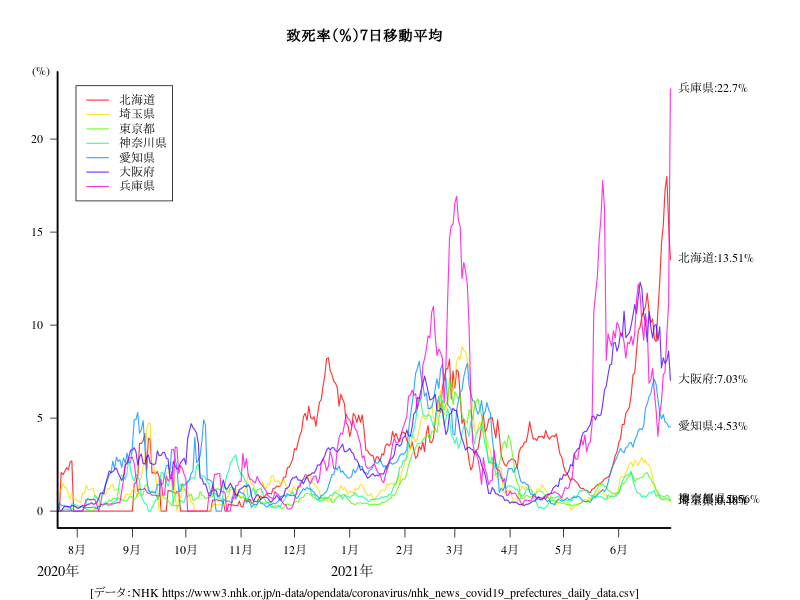 致死率(%)7日移動平均
(%)
北海道
埼玉県
東京都
神奈川県
愛知県
大阪府
兵庫県
20
15
10
5
0
兵庫県:22.7%
北海道:13.51%
大阪府:7.03%
愛知県:4.53%
8月 9月 10月 11月 12月 1月 2月 3月 4月 5月 6月
2020年 2021年
[データ:NHK https://www3.nhk.or.jp/n-data/opendata/coronavirus/nhk_news_covid19_prefectures_daily_data.csv]